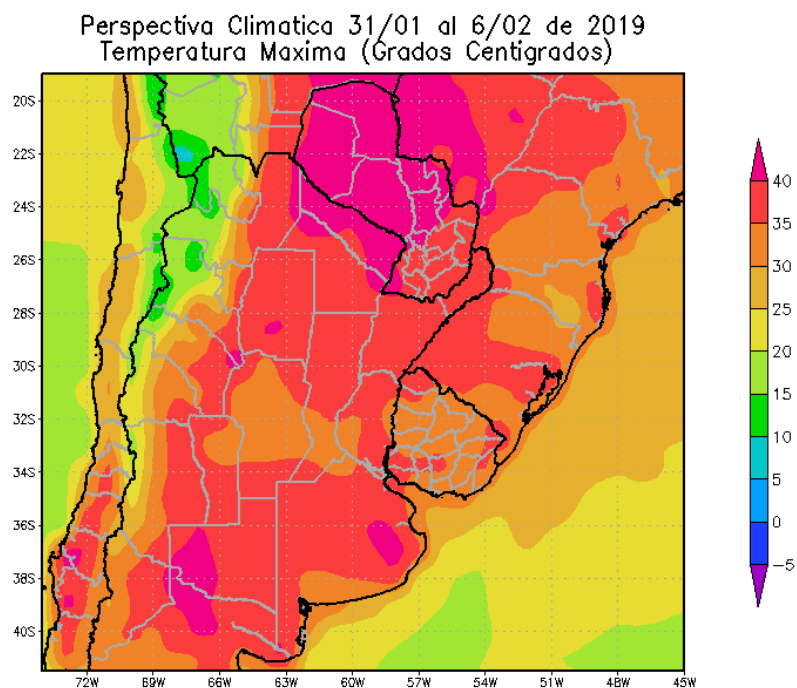 Perspectiva Climatica 31/01 al 6/02 de 2019
Temperatura Maxima (Grados Centigrados)
20S
22S
24S
26S
28S
30S
32S
34S
36S
38S
40S
72W
69W
66W
63W
60W
57W
54W
51W
48W
45W
40
35
30
25
20
15
10
5
0
−5